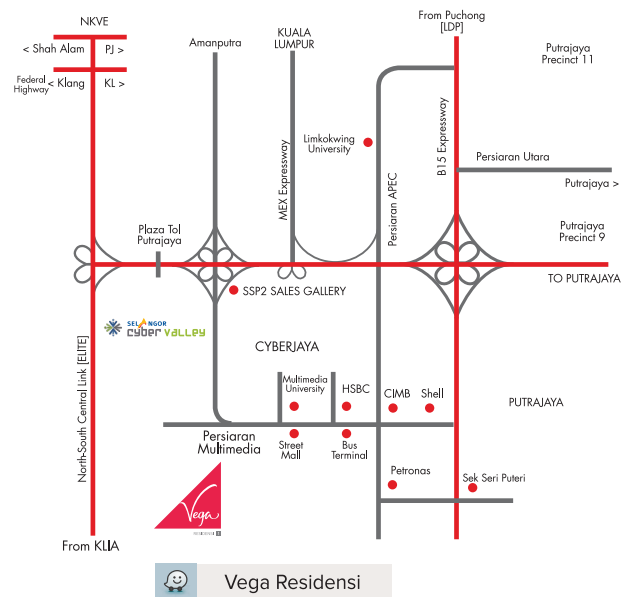 NKVE
< Shah Alam
PJ >
Federal
Highway
< Klang
KL >
Amanputra
KUALA
LUMPUR
From Puchong
[LDP]
Putrajaya
Precinct 11
Limkokwing
University
MEX Expressway
Persiaran APEC
B15 Expressway
Persiaran Utara
Putrajaya >
Plaza Tol
Putrajaya
Putrajaya
Precinct 9
TO PUTRAJAYA
SSP2 SALES GALLERY
SELANGOR
cyber valley
CYBERJAYA
North-South Central Link [ELITE]
Multimedia
University
HSBC
CIMB
Shell
PUTRAJAYA
Persiaran
Multimedia
Street
Mall
Bus
Terminal
Petronas
Sek Seri Puteri
Vega
From KLIA
Vega Residensi